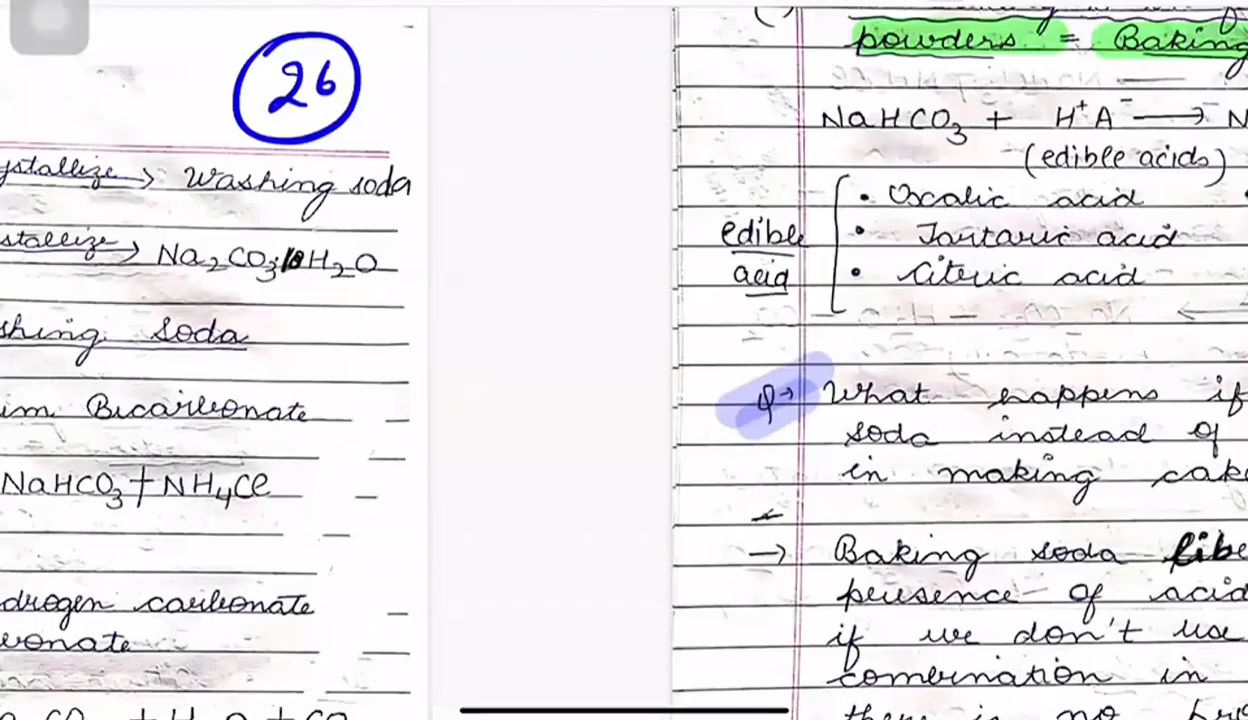 26
ystallize → Washing soda
stallize → Na2CO3.10H2O
shing soda
im Bicarbonate
NaHCO3 + NH4Cl
drogen carbonate
vonate
powders = Baking
NaHCO3 + H+A- → N
(edible acids)
edible acid
• Oxalic acid
• Tartaric acid
• Citric acid
Q→ What happens if
soda instead of
in making cake
→ Baking soda libe
presence of acid
if we don't use
combination in
there is no